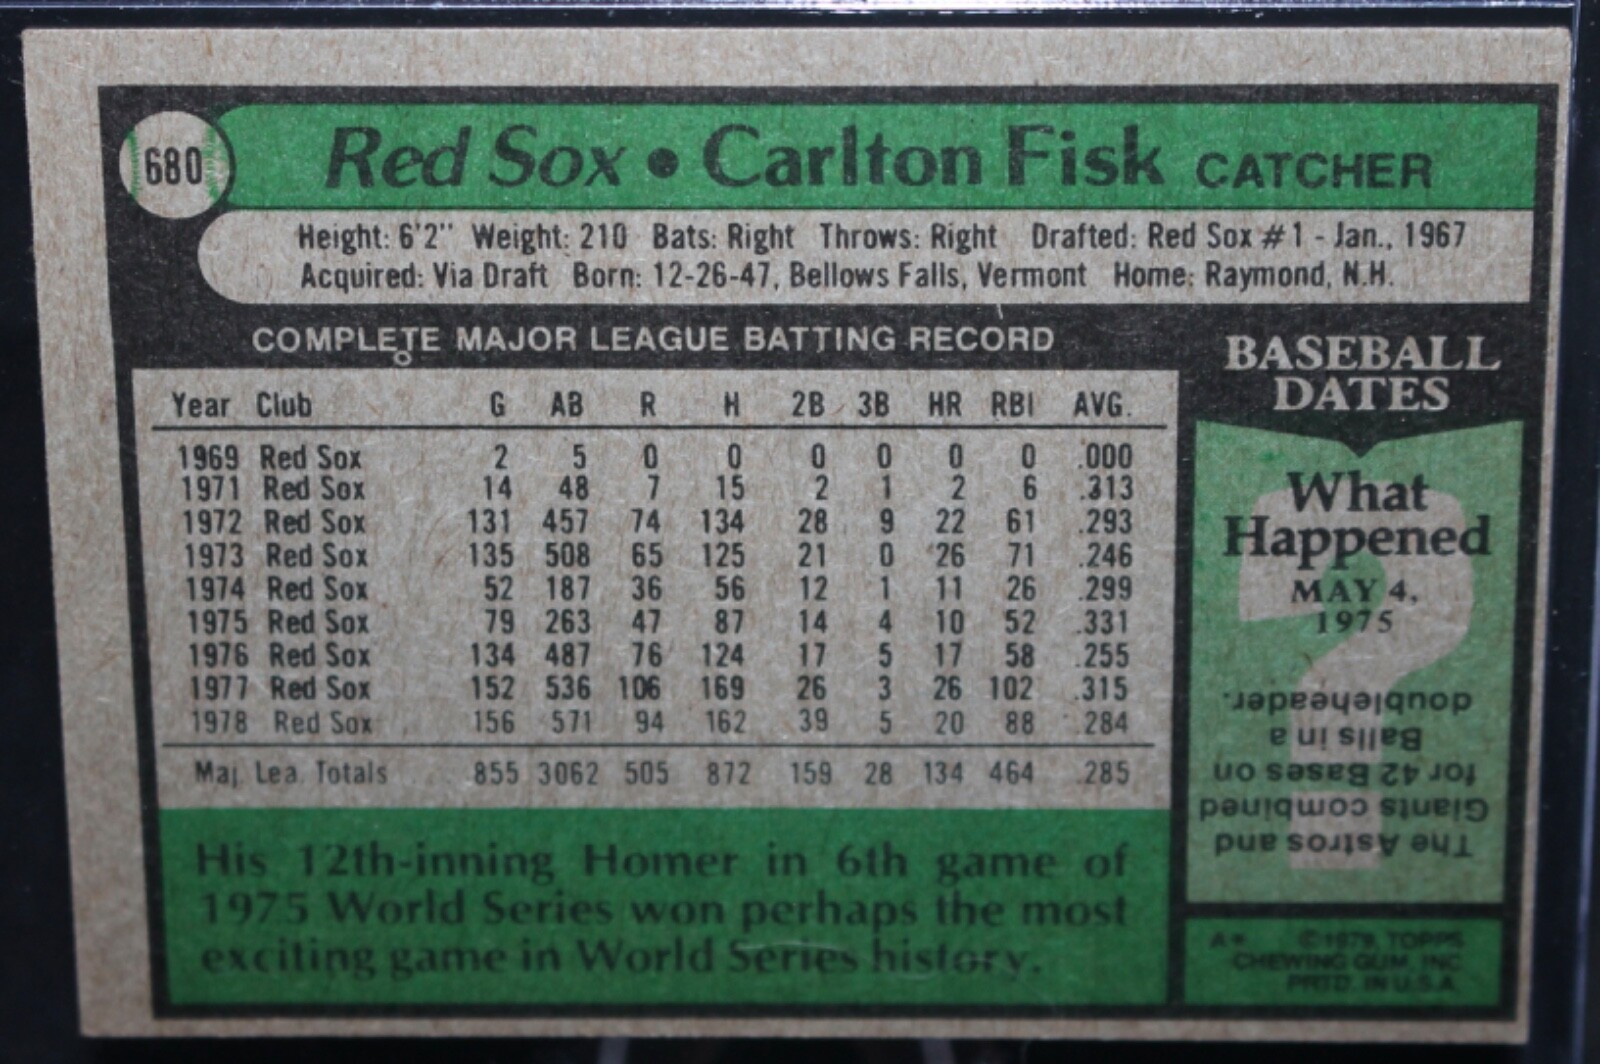 680
Red Sox • Carlton Fisk CATCHER
Height: 6'2" Weight: 210 Bats: Right Throws: Right Drafted: Red Sox #1 - Jan., 1967
Acquired: Via Draft Born: 12-26-47, Bellows Falls, Vermont Home: Raymond, N.H.
COMPLETE MAJOR LEAGUE BATTING RECORD
Year Club G AB R H 2B 3B HR RBI AVG.
1969 Red Sox 2 5 0 0 0 0 0 0 .000
1971 Red Sox 14 48 7 15 2 1 2 6 .313
1972 Red Sox 131 457 74 134 28 9 22 61 .293
1973 Red Sox 135 508 65 125 21 0 26 71 .246
1974 Red Sox 52 187 36 56 12 1 11 26 .299
1975 Red Sox 79 263 47 87 14 4 10 52 .331
1976 Red Sox 134 487 76 124 17 5 17 58 .255
1977 Red Sox 152 536 106 169 26 3 26 102 .315
1978 Red Sox 156 571 94 162 39 5 20 88 .284
Maj. Lea. Totals 855 3062 505 872 159 28 134 464 .285
His 12th-inning Homer in 6th game of
1975 World Series won perhaps the most
exciting game in World Series history.
BASEBALL
DATES
What
Happened
MAY 4,
1975
?
The Astros and
Giants combined
for 42 Bases on
Balls in a
doubleheader.
A* ©1979, TOPPS
CHEWING GUM, INC.
PRTD. IN U.S.A.